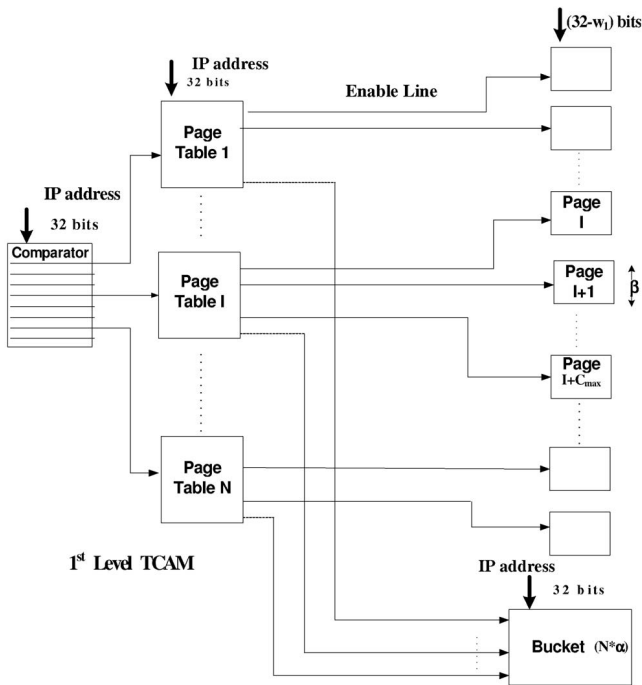 (32-w₁) bits
IP address
32 bits
Enable Line
Page
Table 1
IP address
32 bits
Page
I
Comparator
Page
Table I
Page
I+1
β
Page
I+Cmax
Page
Table N
1st Level TCAM
IP address
32 bits
Bucket (N*α)